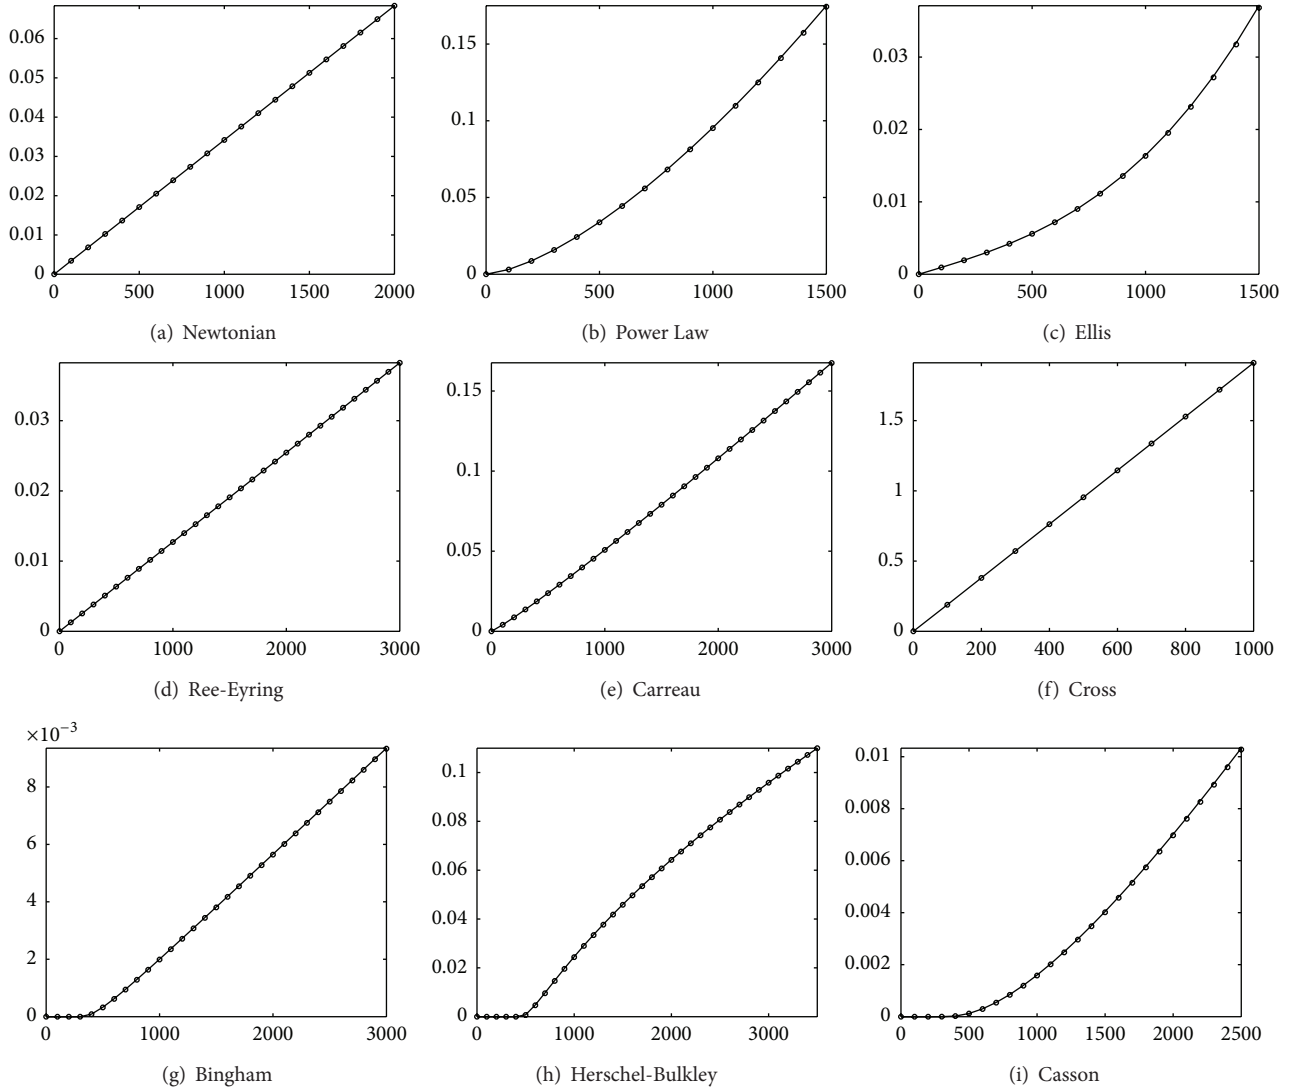 0.06
0.05
0.04
0.03
0.02
0.01
0
0 500 1000 1500 2000
(a) Newtonian
0.15
0.1
0.05
0
0 500 1000 1500
(b) Power Law
0.03
0.02
0.01
0
0 500 1000 1500
(c) Ellis
0.03
0.02
0.01
0
0 1000 2000 3000
(d) Ree-Eyring
0.15
0.1
0.05
0
0 1000 2000 3000
(e) Carreau
1.5
1
0.5
0
0 200 400 600 800 1000
(f) Cross
×10⁻³
8
6
4
2
0
0 1000 2000 3000
(g) Bingham
0.1
0.08
0.06
0.04
0.02
0
0 1000 2000 3000
(h) Herschel-Bulkley
0.01
0.008
0.006
0.004
0.002
0
0 500 1000 1500 2000 2500
(i) Casson